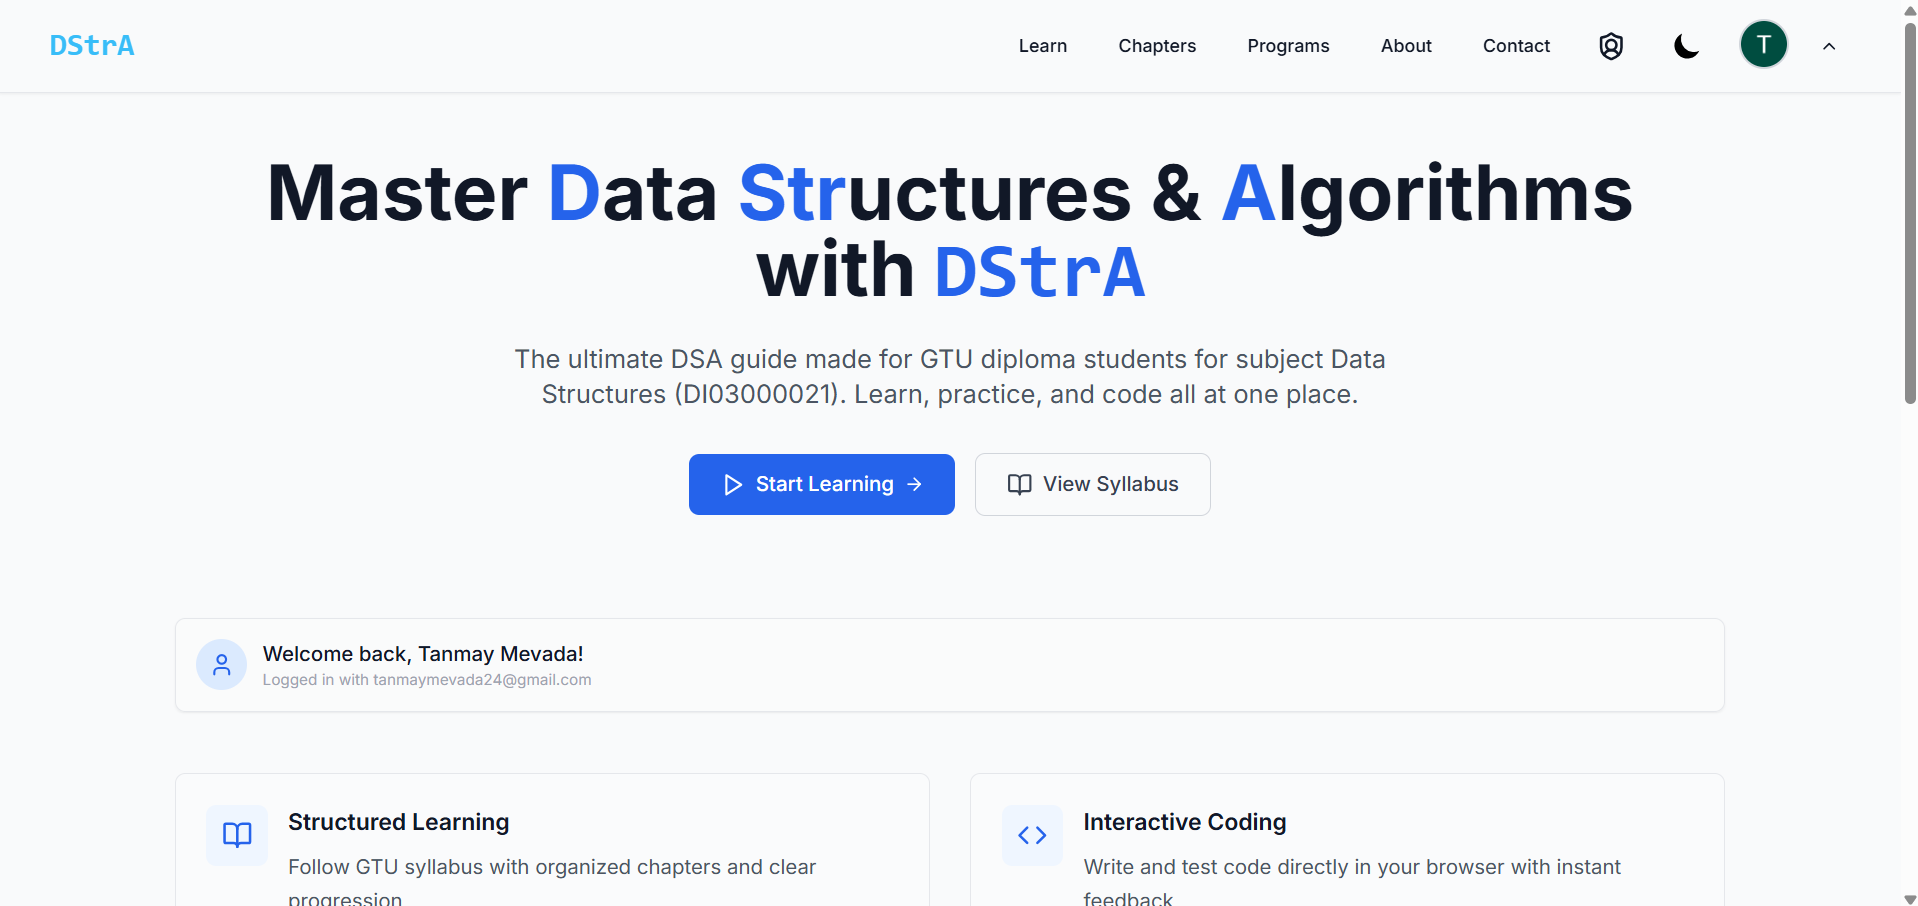 DStrA
Learn
Chapters
Programs
About
Contact
T
Master Data Structures & Algorithms
with DStrA
The ultimate DSA guide made for GTU diploma students for subject Data
Structures (DI03000021). Learn, practice, and code all at one place.
Start Learning →
View Syllabus
Welcome back, Tanmay Mevada!
Logged in with tanmaymevada24@gmail.com
Structured Learning
Follow GTU syllabus with organized chapters and clear
progression.
Interactive Coding
Write and test code directly in your browser with instant
feedback.